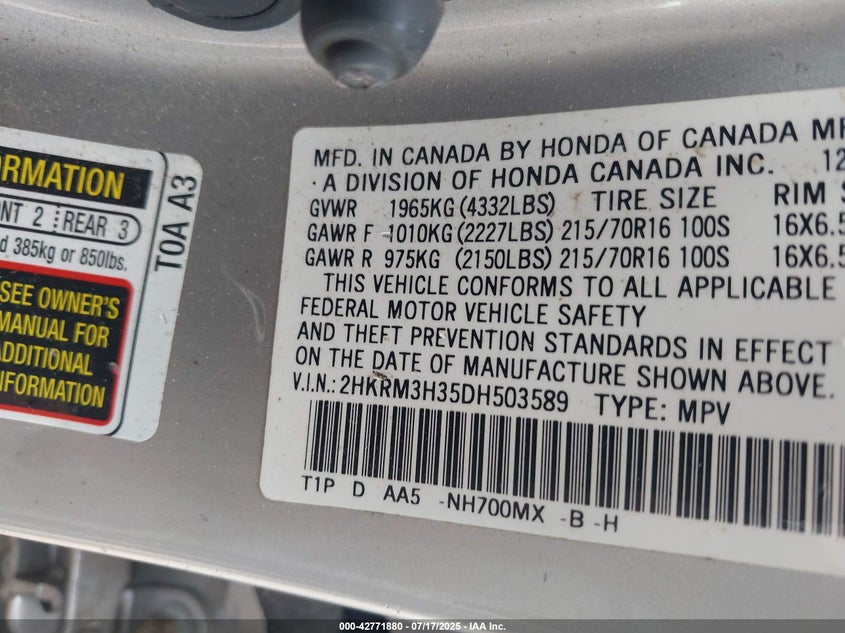 ORMATION
NT 2 REAR 3
d 385kg or 850lbs.
SEE OWNER'S
MANUAL FOR
ADDITIONAL
INFORMATION
T0A A3
MFD. IN CANADA BY HONDA OF CANADA MF
A DIVISION OF HONDA CANADA INC. 12
GVWR 1965KG (4332LBS) TIRE SIZE RIM S
GAWR F 1010KG (2227LBS) 215/70R16 100S 16X6.5
GAWR R 975KG (2150LBS) 215/70R16 100S 16X6.5
THIS VEHICLE CONFORMS TO ALL APPLICABLE
FEDERAL MOTOR VEHICLE SAFETY
AND THEFT PREVENTION STANDARDS IN EFFECT
ON THE DATE OF MANUFACTURE SHOWN ABOVE.
V.I.N.: 2HKRM3H35DH503589 TYPE: MPV
T1P D AA5 -NH700MX -B -H
000-42771880 - 07/17/2025 - IAA, Inc.